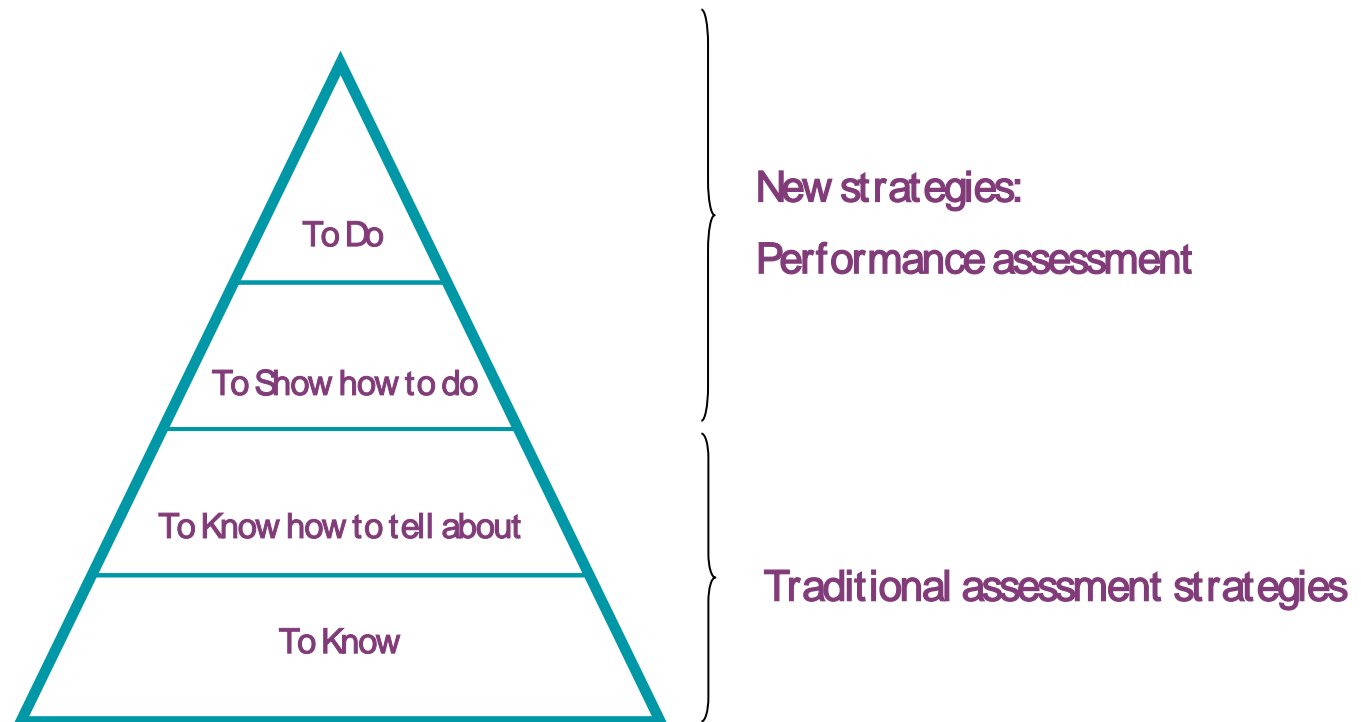 To Do
To Show how to do
To Know how to tell about
To Know
New strategies:
Performance assessment
Traditional assessment strategies